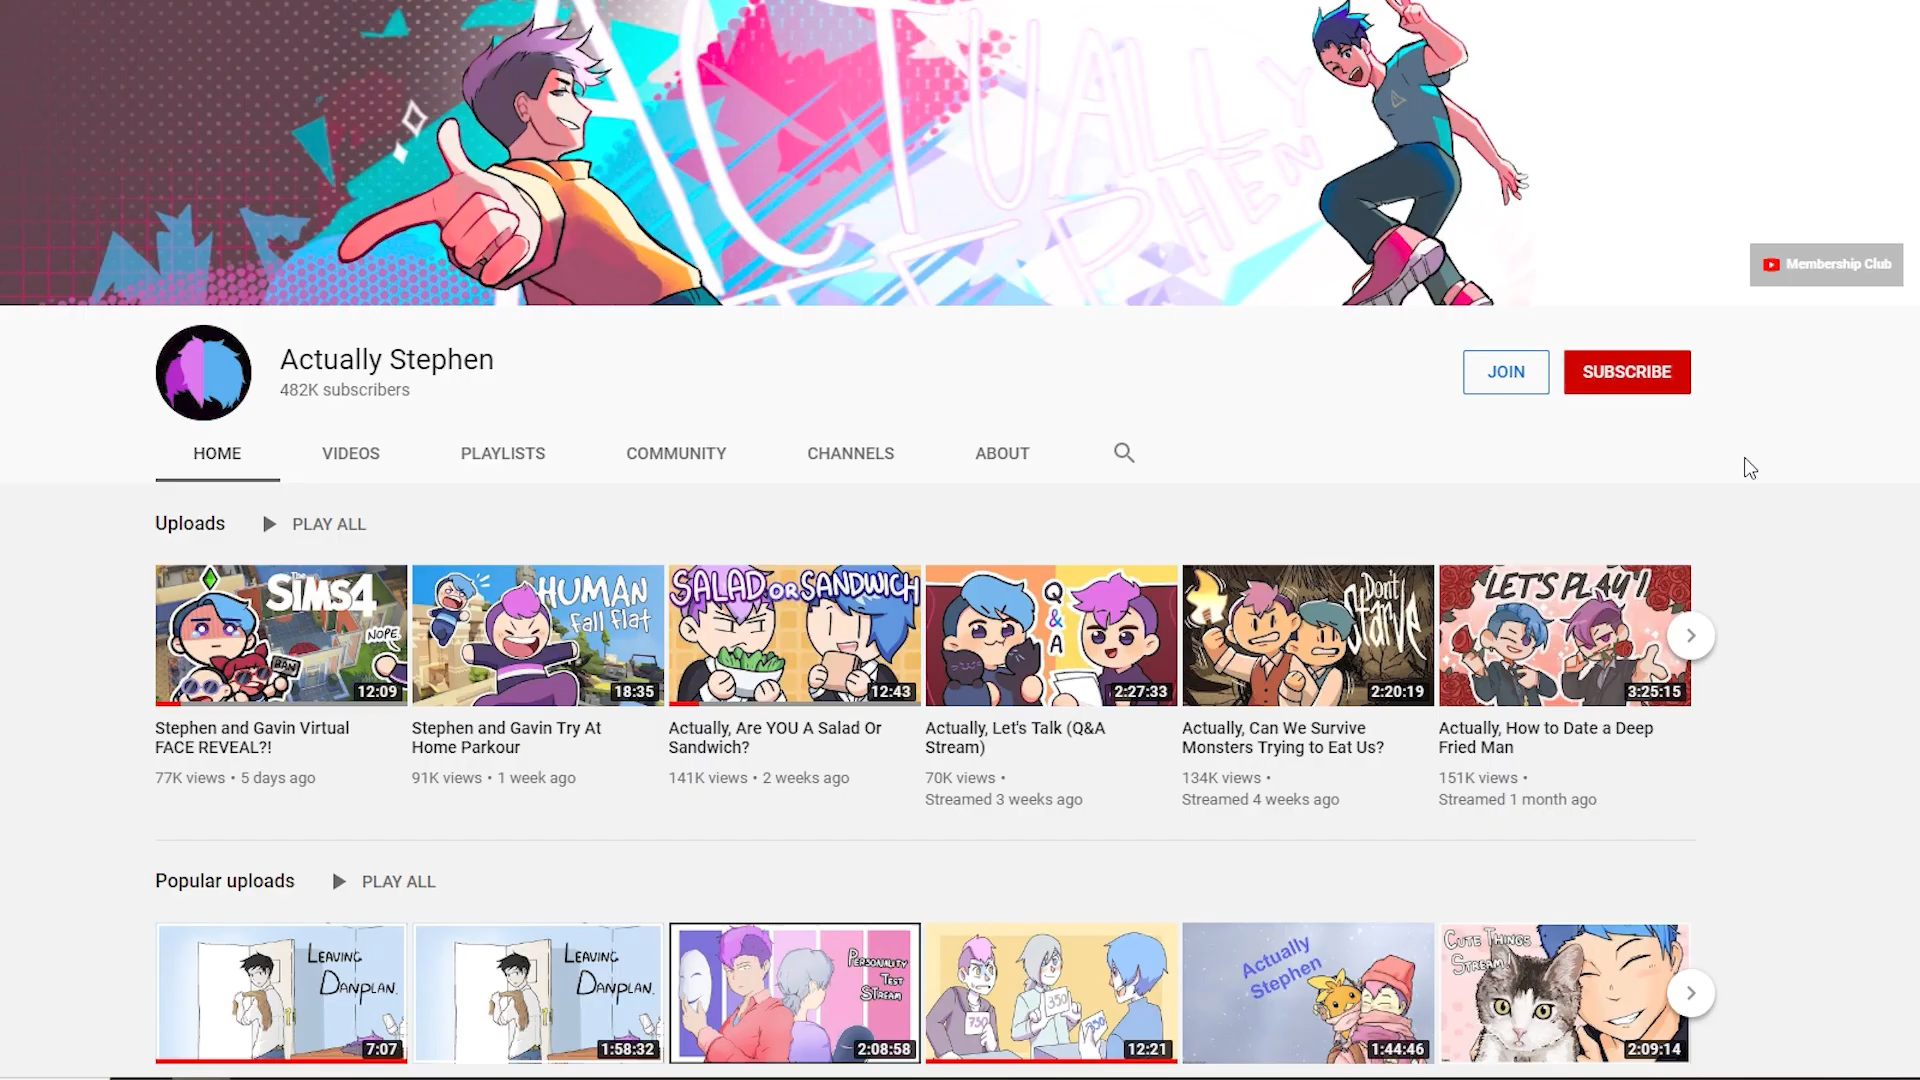 ACTUALLY
STEPHEN
Membership Club
Actually Stephen
482K subscribers
JOIN
SUBSCRIBE
HOME
VIDEOS
PLAYLISTS
COMMUNITY
CHANNELS
ABOUT
Uploads
PLAY ALL
The SIMS 4
NOPE.
BAN
12:09
HUMAN
fall flat
18:35
SALAD OR SANDWICH
12:43
Q
&
A
2:27:33
Don't
Starve
2:20:19
LET'S PLAY!
3:25:15
Stephen and Gavin Virtual
FACE REVEAL?!
77K views • 5 days ago
Stephen and Gavin Try At
Home Parkour
91K views • 1 week ago
Actually, Are YOU A Salad Or
Sandwich?
141K views • 2 weeks ago
Actually, Let's Talk (Q&A
Stream)
70K views •
Streamed 3 weeks ago
Actually, Can We Survive
Monsters Trying to Eat Us?
134K views •
Streamed 4 weeks ago
Actually, How to Date a Deep
Fried Man
151K views •
Streamed 1 month ago
Popular uploads
PLAY ALL
LEAVING
DANPLAN.
7:07
LEAVING
DANPLAN.
1:58:32
PERSONALITY
TEST
STREAM
2:08:58
750
350
12:21
Actually
Stephen
1:44:46
CUTE THINGS
STREAM!
2:09:14